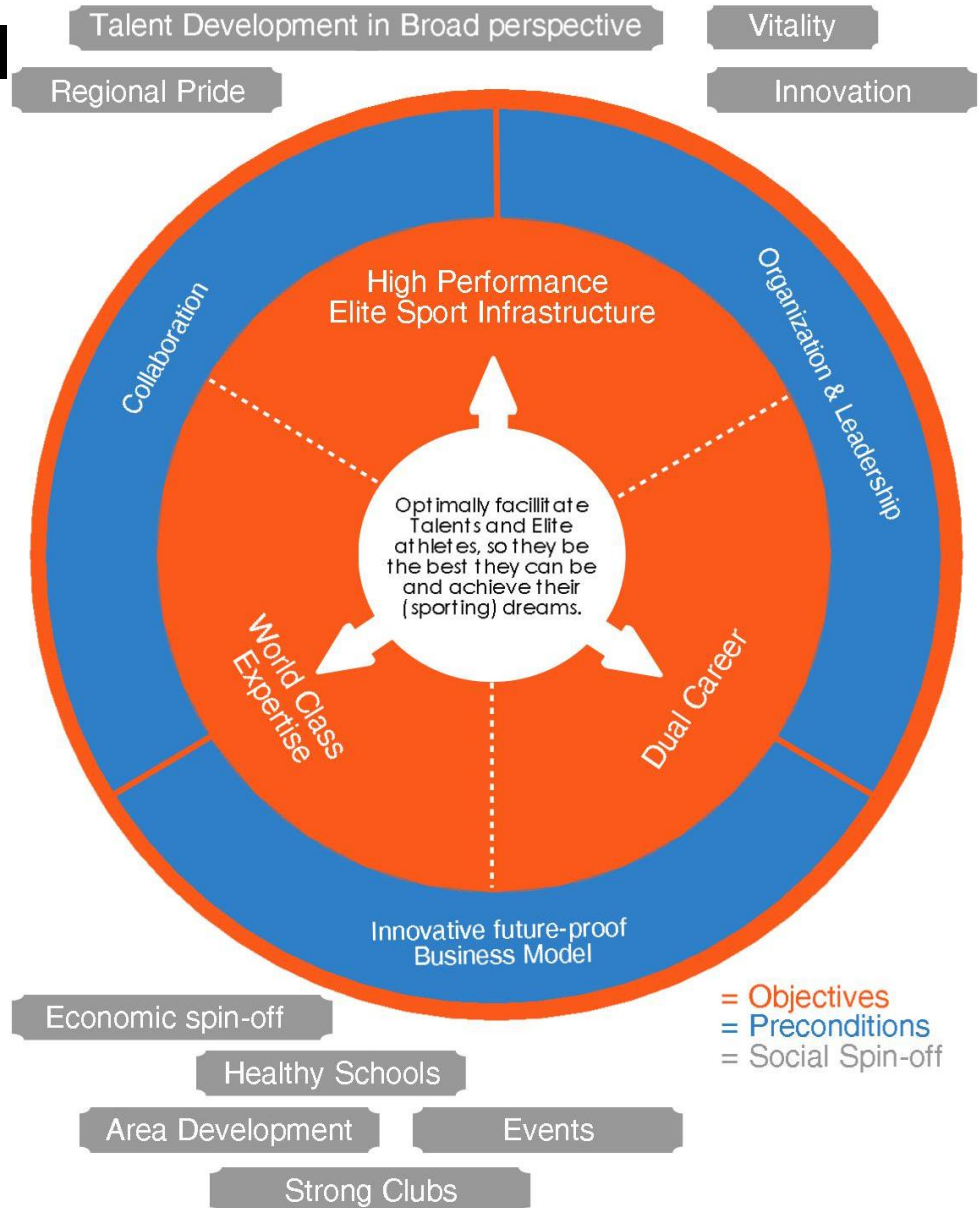 Talent Development in Broad perspective
Vitality
Regional Pride
Innovation
High Performance
Elite Sport Infrastructure
Collaboration
Organization & Leadership
Optimally facillitate
Talents and Elite
athletes, so they be
the best they can be
and achieve their
(sporting) dreams.
World Class
Expertise
Dual Career
Innovative future-proof
Business Model
= Objectives
= Preconditions
= Social Spin-off
Economic spin-off
Healthy Schools
Area Development
Events
Strong Clubs